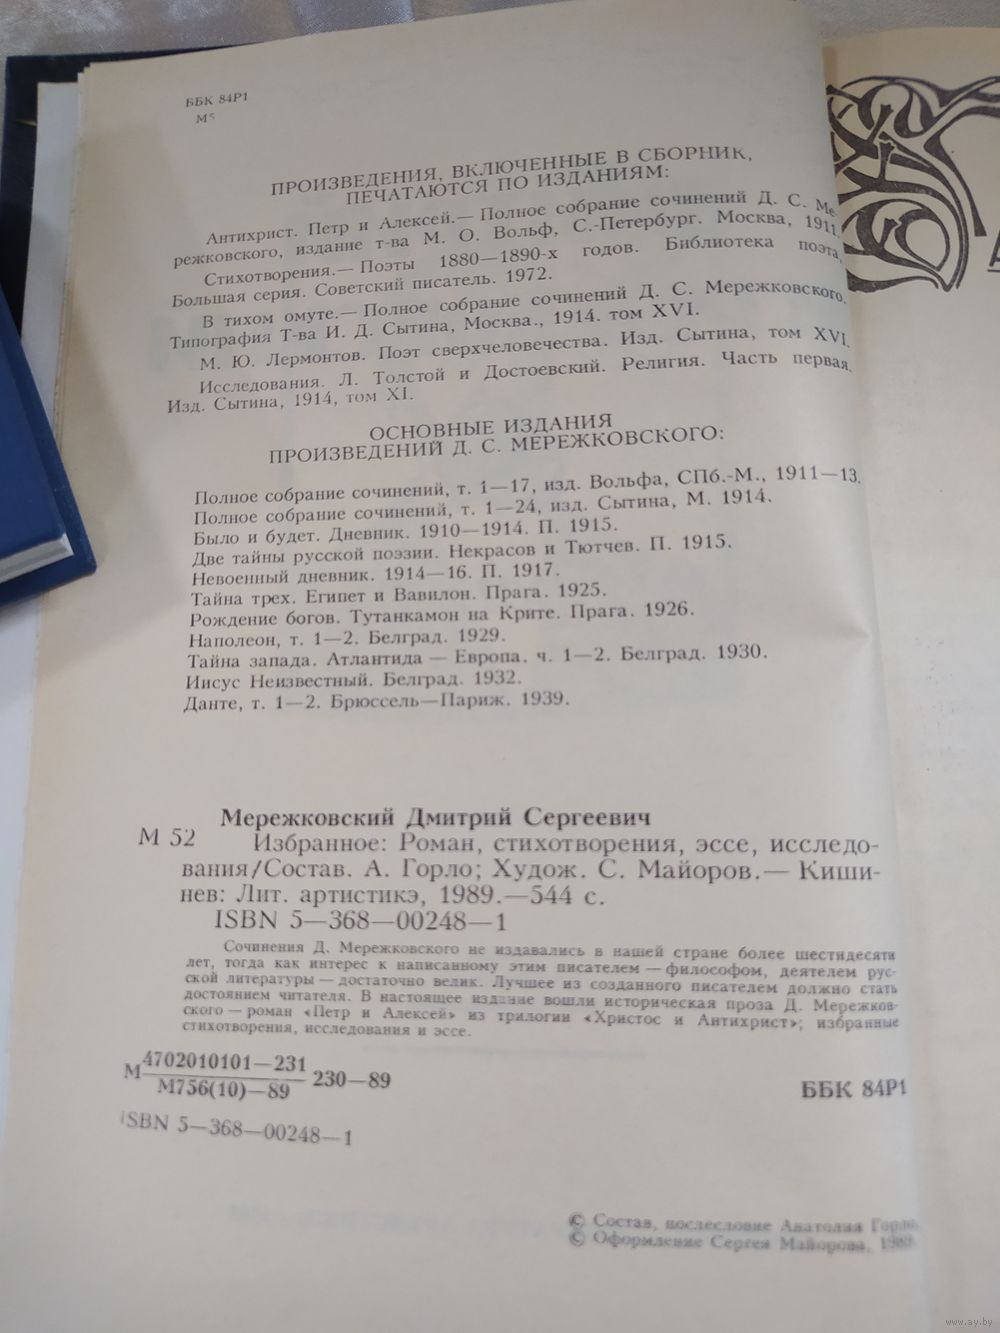 ББК 84Р1
М
ПРОИЗВЕДЕНИЯ, ВКЛЮЧЕННЫЕ В СБОРНИК,
ПЕЧАТАЮТСЯ ПО ИЗДАНИЯМ:
Антихрист. Петр и Алексей.— Полное собрание сочинений Д. С. Ме-
режковского, издание т-ва М. О. Вольф, С.-Петербург. Москва, 1911.
Стихотворения.— Поэты 1880—1890-х годов. Библиотека поэта.
Большая серия. Советский писатель. 1972.
В тихом омуте.— Полное собрание сочинений Д. С. Мережковского.
Типография Т-ва И. Д. Сытина, Москва., 1914. том XVI.
М. Ю. Лермонтов. Поэт сверхчеловечества. Изд. Сытина, том XVI.
Исследования. Л. Толстой и Достоевский. Религия. Часть первая.
Изд. Сытина, 1914, том XI.
ОСНОВНЫЕ ИЗДАНИЯ
ПРОИЗВЕДЕНИЙ Д. С. МЕРЕЖКОВСКОГО:
Полное собрание сочинений, т. 1—17, изд. Вольфа, СПб.-М., 1911—13.
Полное собрание сочинений, т. 1—24, изд. Сытина, М. 1914.
Было и будет. Дневник. 1910—1914. П. 1915.
Две тайны русской поэзии. Некрасов и Тютчев. П. 1915.
Невоенный дневник. 1914—16. П. 1917.
Тайна трех. Египет и Вавилон. Прага. 1925.
Рождение богов. Тутанкамон на Крите. Прага. 1926.
Наполеон, т. 1—2. Белград. 1929.
Тайна запада. Атлантида — Европа. ч. 1—2. Белград. 1930.
Иисус Неизвестный. Белград. 1932.
Данте, т. 1—2. Брюссель—Париж. 1939.
Мережковский Дмитрий Сергеевич
М 52 Избранное: Роман, стихотворения, эссе, исследо-
вания/Состав. А. Горло; Худож. С. Майоров.— Киши-
нев: Лит. артистикэ, 1989.—544 с.
ISBN 5—368—00248—1
Сочинения Д. Мережковского не издавались в нашей стране более шестидесяти
лет, тогда как интерес к написанному этим писателем — философом, деятелем рус-
ской литературы — достаточно велик. Лучшее из созданного писателем должно стать
достоянием читателя. В настоящее издание вошли историческая проза Д. Мережков-
ского — роман «Петр и Алексей» из трилогии «Христос и Антихрист»; избранные
стихотворения, исследования и эссе.
М 4702010101—231
М756(10)—89 230—89
ББК 84Р1
ISBN 5—368—00248—1
© Состав, послесловие Анатолия Горло,
© Оформление Сергея Майорова, 1989
www.ay.by